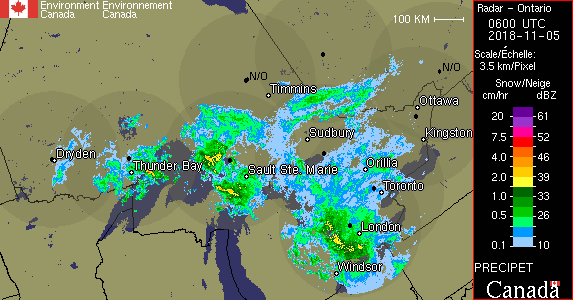 Environment Environnement
Canada Canada
100 KM
N/O
N/O
Timmins
Ottawa
Sudbury
Kingston
Dryden
Thunder Bay
Sault Ste. Marie
Orillia
Toronto
London
Windsor
Radar - Ontario
0600 UTC
2018-11-05
Scale/Échelle:
3.5 km/Pixel
Snow/Neige
cm/hr dBZ
20 61
7.5 52
4.0 46
2.0 39
1.0 33
0.5 26
0.1 10
PRECIPET
Canada